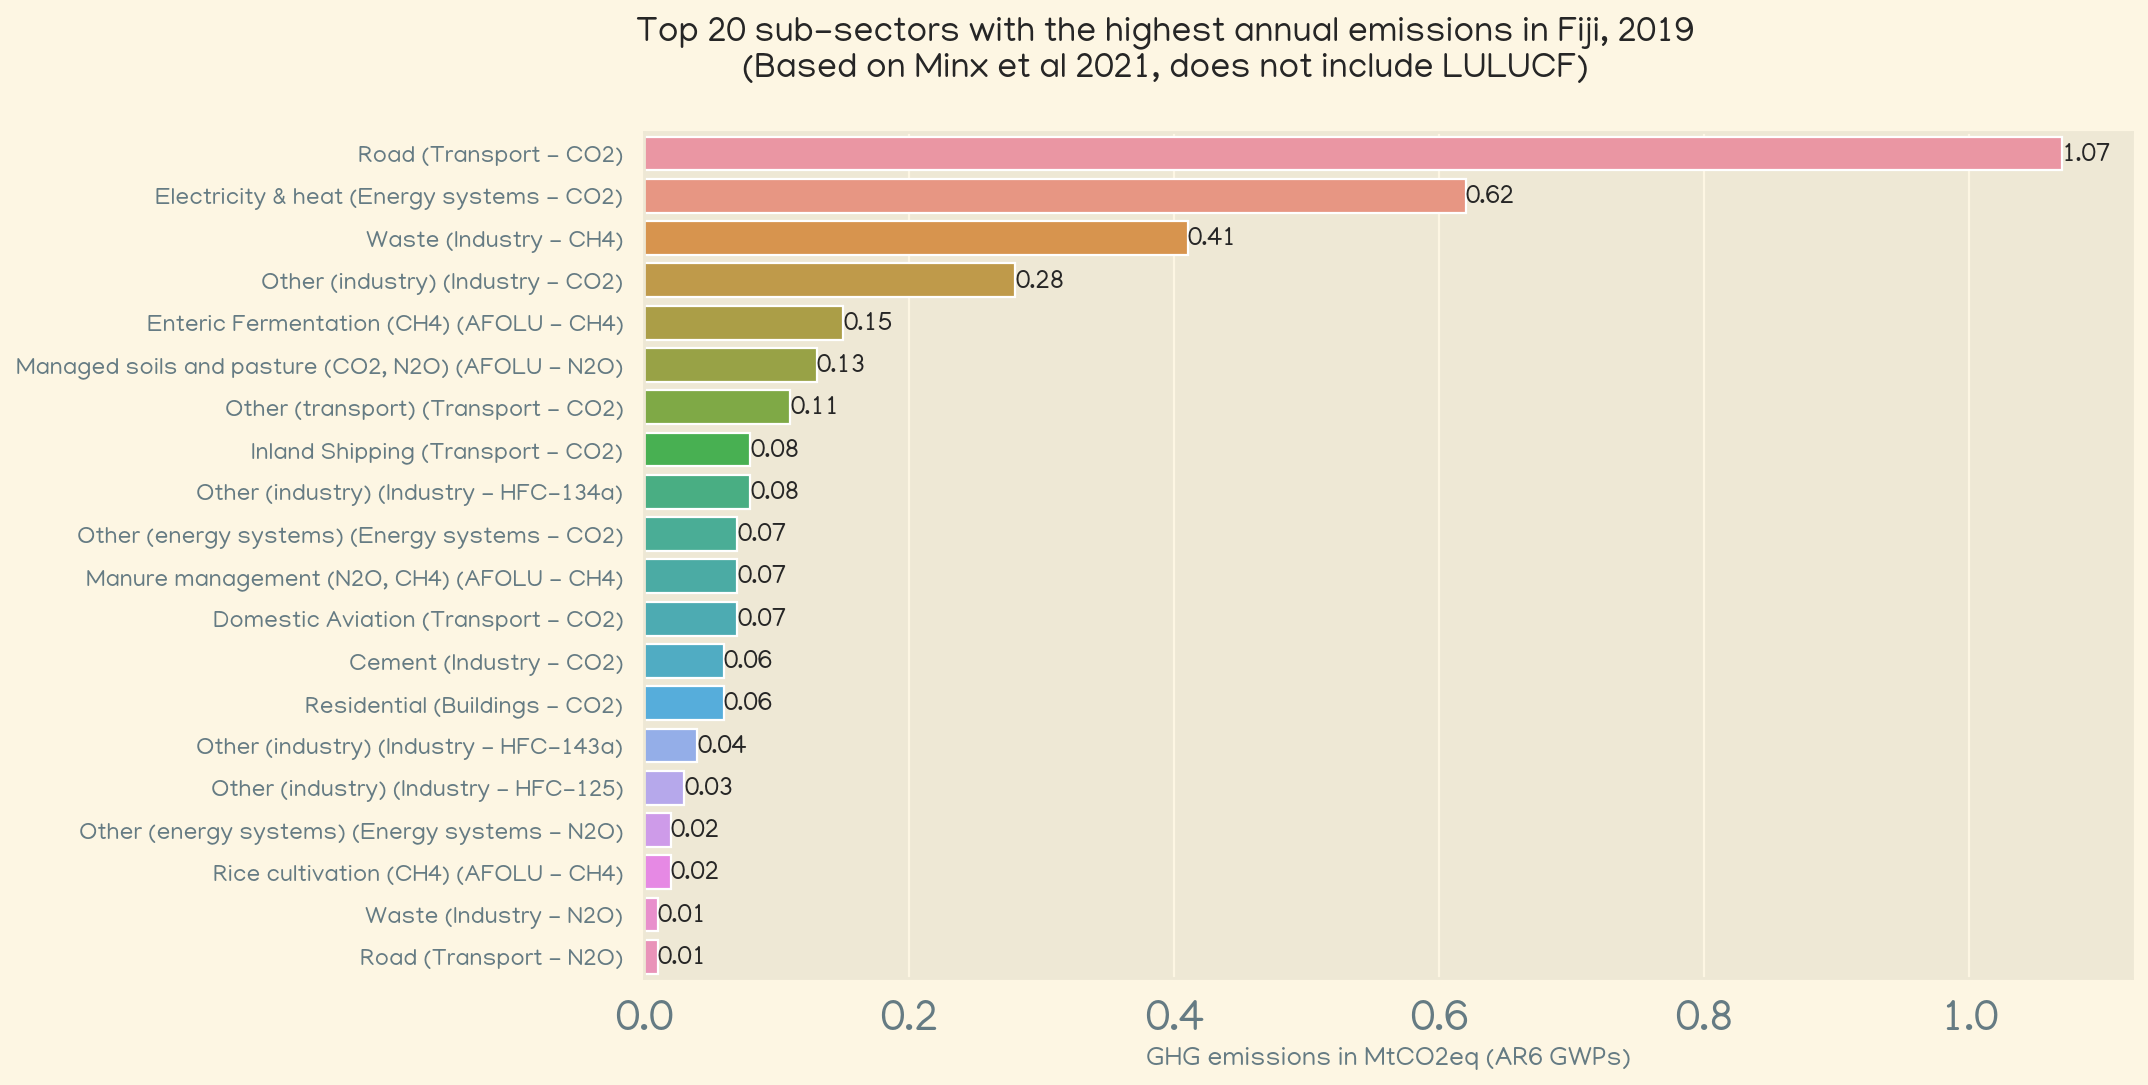 Top 20 sub-sectors with the highest annual emissions in Fiji, 2019
(Based on Minx et al 2021, does not include LULUCF)
Road (Transport - CO2) 1.07
Electricity & heat (Energy systems - CO2) 0.62
Waste (Industry - CH4) 0.41
Other (industry) (Industry - CO2) 0.28
Enteric Fermentation (CH4) (AFOLU - CH4) 0.15
Managed soils and pasture (CO2, N2O) (AFOLU - N2O) 0.13
Other (transport) (Transport - CO2) 0.11
Inland Shipping (Transport - CO2) 0.08
Other (industry) (Industry - HFC-134a) 0.08
Other (energy systems) (Energy systems - CO2) 0.07
Manure management (N2O, CH4) (AFOLU - CH4) 0.07
Domestic Aviation (Transport - CO2) 0.07
Cement (Industry - CO2) 0.06
Residential (Buildings - CO2) 0.06
Other (industry) (Industry - HFC-143a) 0.04
Other (industry) (Industry - HFC-125) 0.03
Other (energy systems) (Energy systems - N2O) 0.02
Rice cultivation (CH4) (AFOLU - CH4) 0.02
Waste (Industry - N2O) 0.01
Road (Transport - N2O) 0.01
0.0 0.2 0.4 0.6 0.8 1.0
GHG emissions in MtCO2eq (AR6 GWPs)